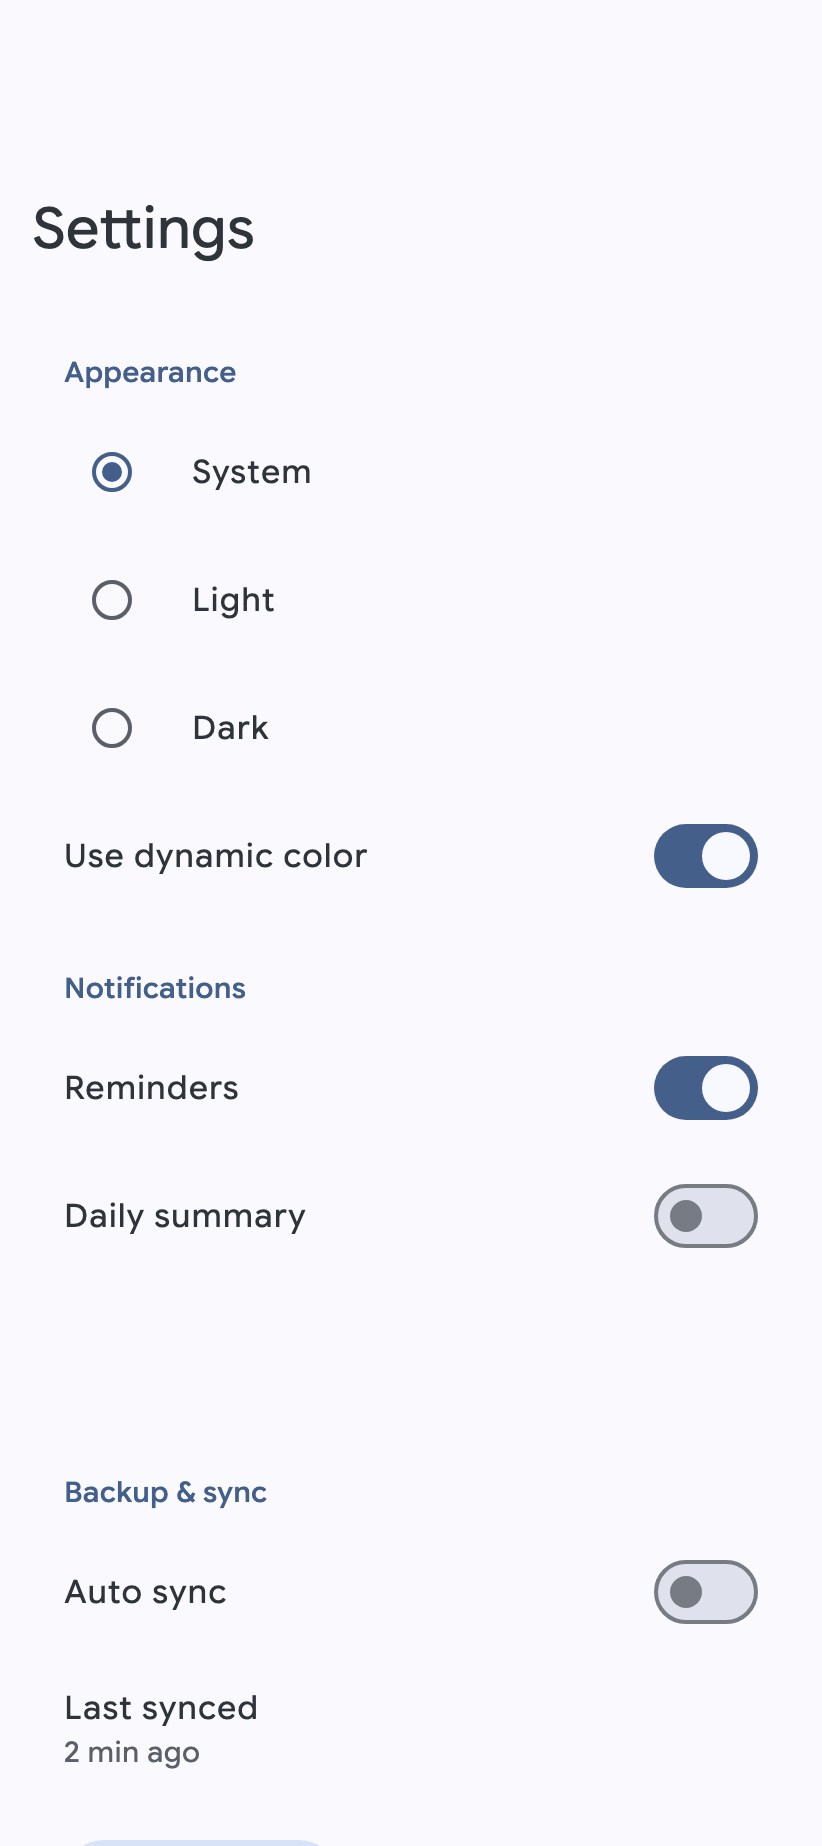 Settings
Appearance
System
Light
Dark
Use dynamic color
Notifications
Reminders
Daily summary
Backup & sync
Auto sync
Last synced
2 min ago